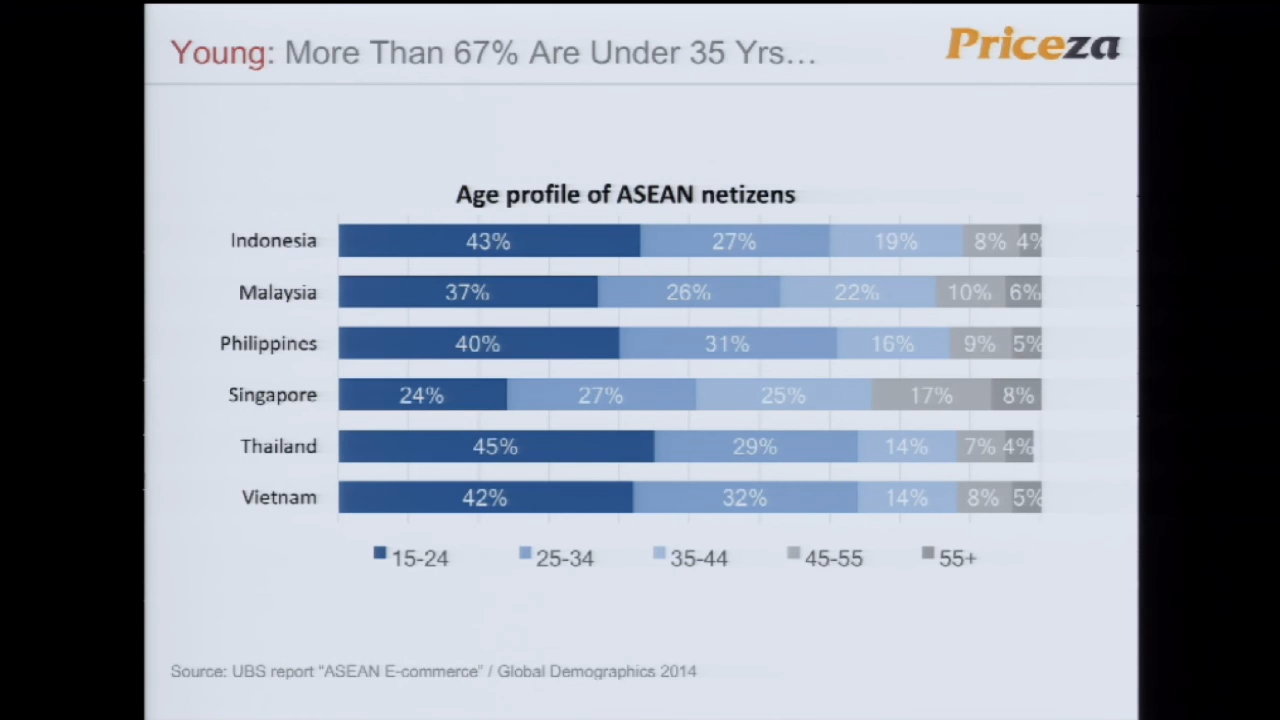 Young: More Than 67% Are Under 35 Yrs...
Priceza
Age profile of ASEAN netizens
Indonesia 43% 27% 19% 8% 4%
Malaysia 37% 26% 22% 10% 6%
Philippines 40% 31% 16% 9% 5%
Singapore 24% 27% 25% 17% 8%
Thailand 45% 29% 14% 7% 4%
Vietnam 42% 32% 14% 8% 5%
15-24 25-34 35-44 45-55 55+
Source: UBS report "ASEAN E-commerce" / Global Demographics 2014